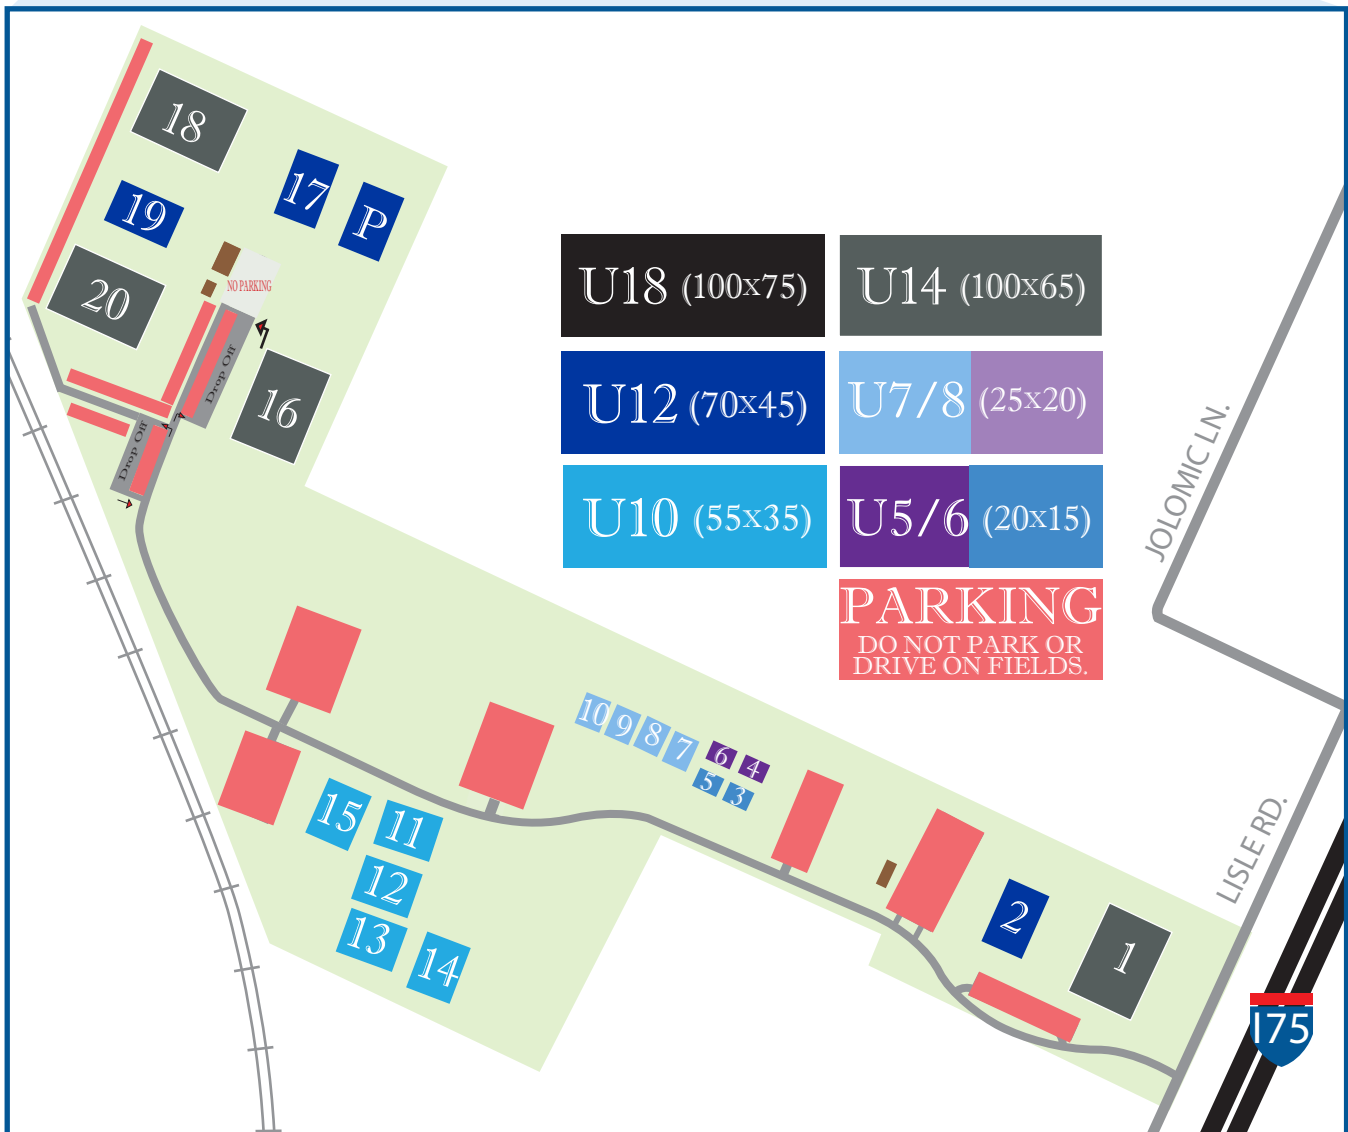 18
17
P
19
20
NO PARKING
Drop Off
16
Drop Off
U18 (100x75)
U14 (100x65)
U12 (70x45)
U7/8 (25x20)
U10 (55x35)
U5/6 (20x15)
PARKING
DO NOT PARK OR
DRIVE ON FIELDS.
JOLOMIC LN.
LISLE RD.
10
9
8
7
6
4
5
3
15
11
12
13
14
2
1
I75